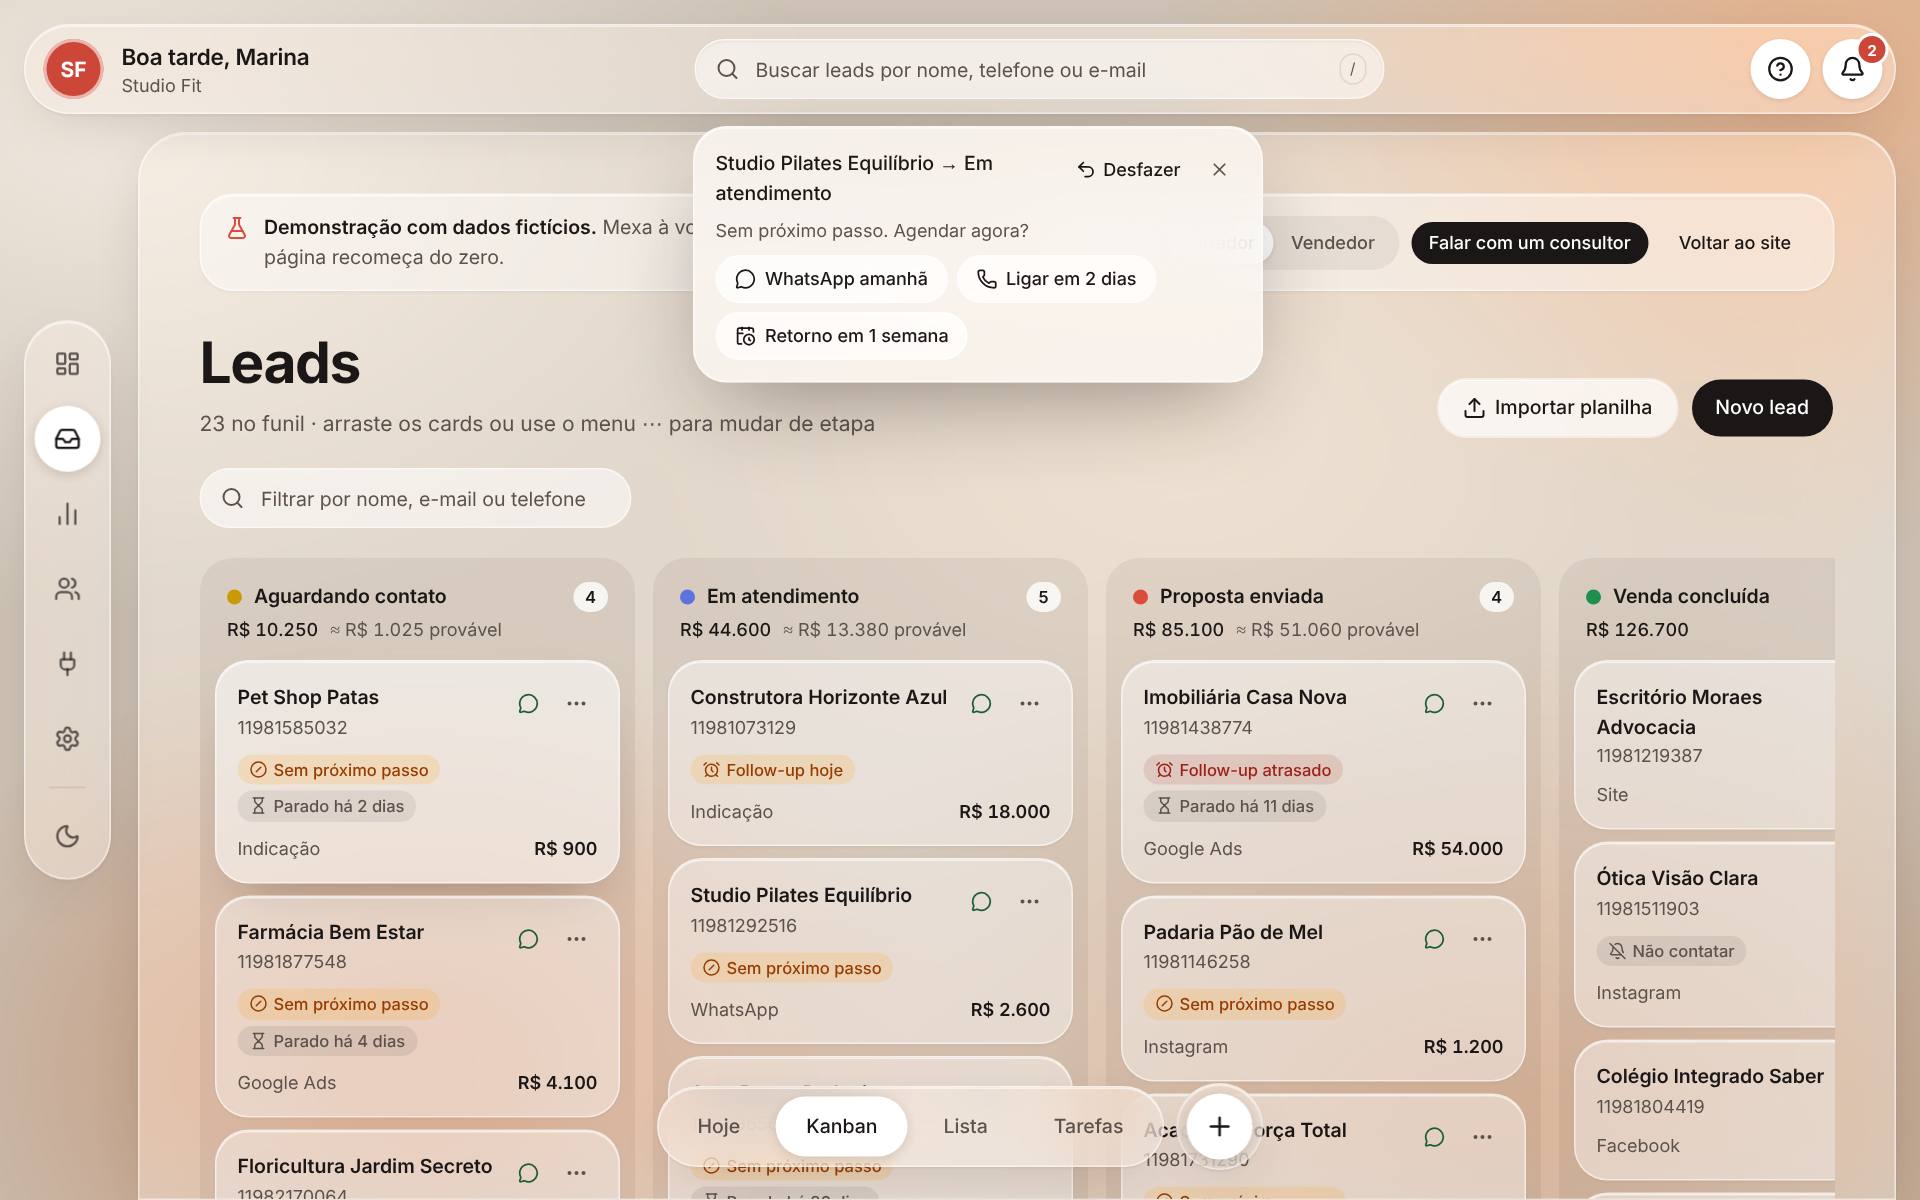 SF
Boa tarde, Marina
Studio Fit
Buscar leads por nome, telefone ou e-mail
/
2
Studio Pilates Equilíbrio → Em
atendimento
Desfazer
Sem próximo passo. Agendar agora?
WhatsApp amanhã
Ligar em 2 dias
Retorno em 1 semana
Demonstração com dados fictícios. Mexa à
página recomeça do zero.
Vendedor
Falar com um consultor
Voltar ao site
Leads
23 no funil · arraste os cards ou use o menu ··· para mudar de etapa
Importar planilha
Novo lead
Filtrar por nome, e-mail ou telefone
Aguardando contato
4
R$ 10.250 ≈ R$ 1.025 provável
Pet Shop Patas
11981585032
Sem próximo passo
Parado há 2 dias
Indicação
R$ 900
Farmácia Bem Estar
11981877548
Sem próximo passo
Parado há 4 dias
Google Ads
R$ 4.100
Floricultura Jardim Secreto
11982170064
Em atendimento
5
R$ 44.600 ≈ R$ 13.380 provável
Construtora Horizonte Azul
11981073129
Follow-up hoje
Indicação
R$ 18.000
Studio Pilates Equilíbrio
11981292516
Sem próximo passo
WhatsApp
R$ 2.600
Sem próximo passo
Proposta enviada
4
R$ 85.100 ≈ R$ 51.060 provável
Imobiliária Casa Nova
11981438774
Follow-up atrasado
Parado há 11 dias
Google Ads
R$ 54.000
Padaria Pão de Mel
11981146258
Sem próximo passo
Instagram
R$ 1.200
Total
Venda concluída
R$ 126.700
Escritório Moraes
Advocacia
11981219387
Site
Ótica Visão Clara
11981511903
Não contatar
Instagram
Colégio Integrado Saber
11981804419
Facebook
Hoje
Kanban
Lista
Tarefas